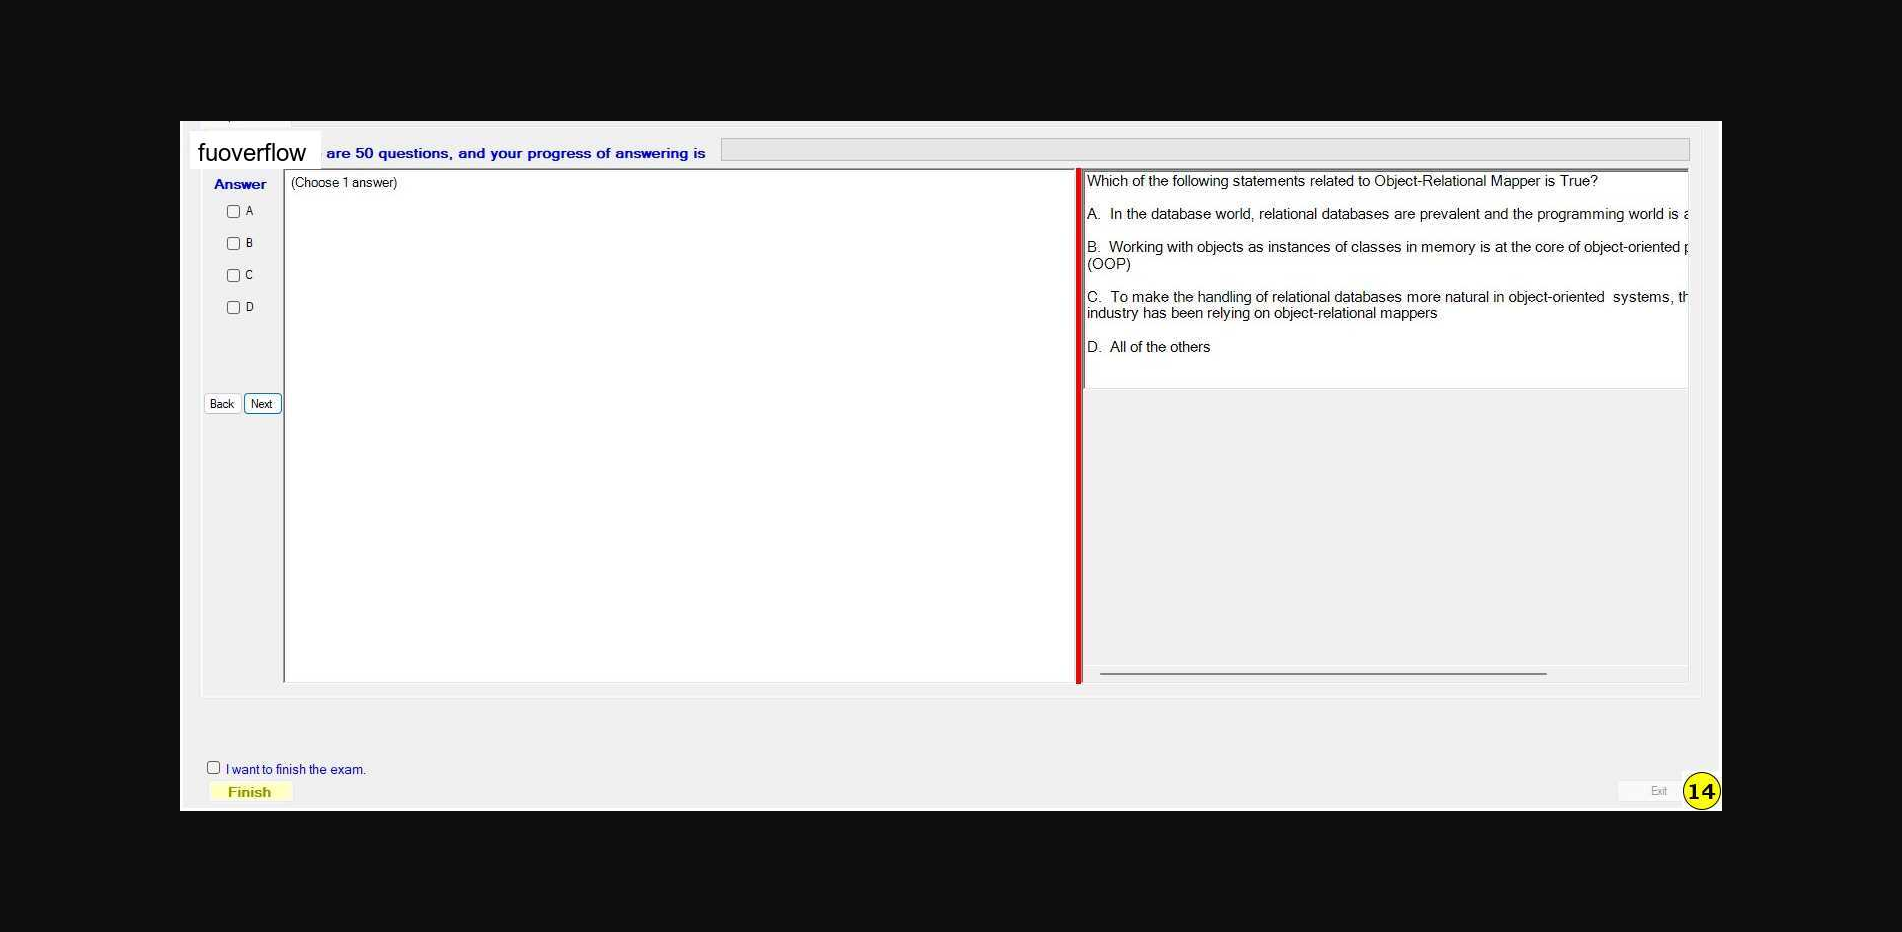 fuoverflow are 50 questions, and your progress of answering is
Answer
(Choose 1 answer)
A
B
C
D
Back Next
Which of the following statements related to Object-Relational Mapper is True?
A. In the database world, relational databases are prevalent and the programming world is
B. Working with objects as instances of classes in memory is at the core of object-oriented
(OOP)
C. To make the handling of relational databases more natural in object-oriented systems,
industry has been relying on object-relational mappers
D. All of the others
I want to finish the exam.
Finish
Exit
14